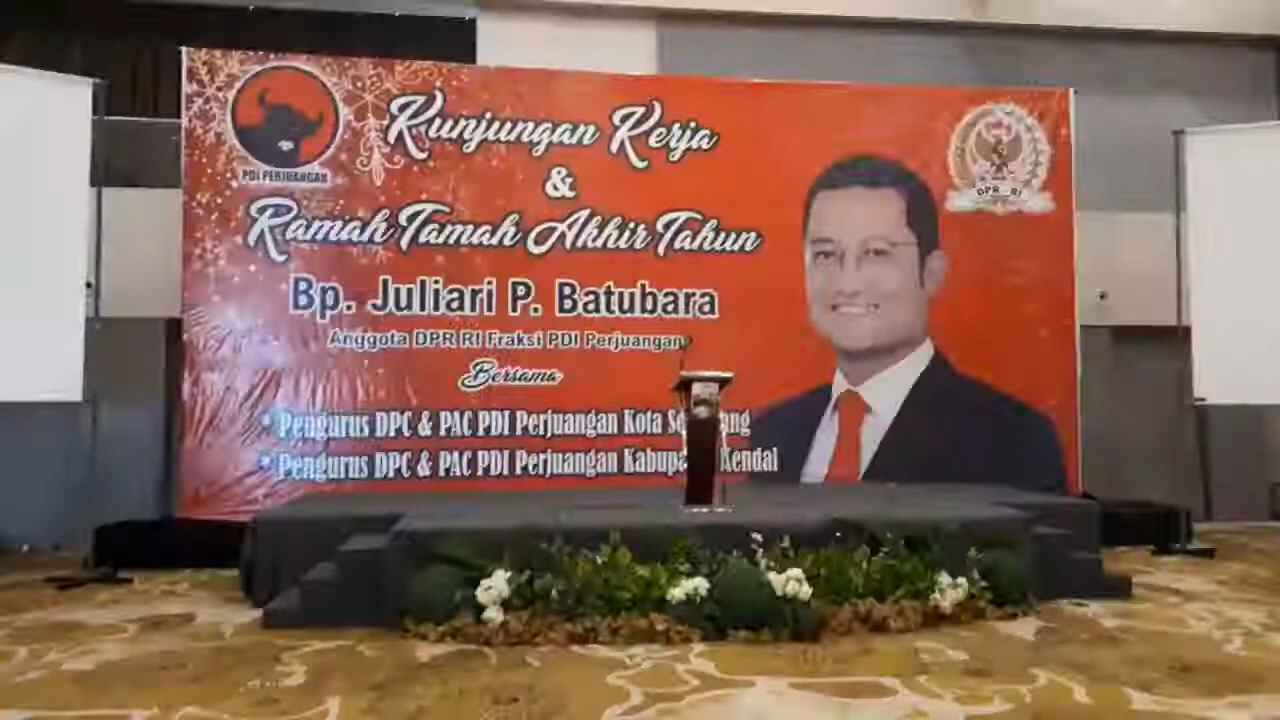 PDI PERJUANGAN
Kunjungan Kerja
&
Ramah Tamah Akhir Tahun
DPR RI
Bp. Juliari P. Batubara
Anggota DPR RI Fraksi PDI Perjuangan
Bersama
• Pengurus DPC & PAC PDI Perjuangan Kota
• Pengurus DPC & PAC PDI Perjuangan Kendal